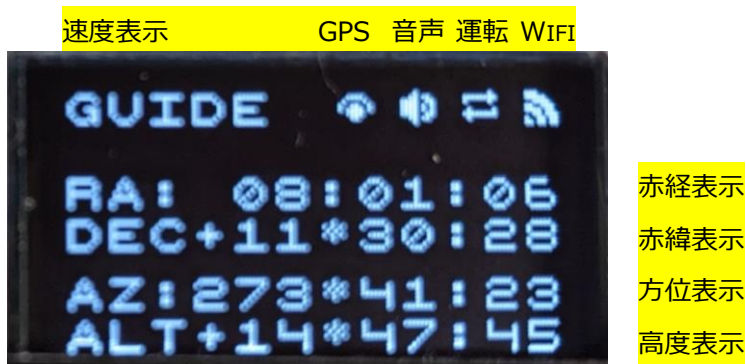 速度表示 GPS 音声 運転 WIFI
GUIDE
RA: 08:01:06 赤経表示
DEC+11*30:28 赤緯表示
AZ:273*41:23 方位表示
ALT+14*47:45 高度表示